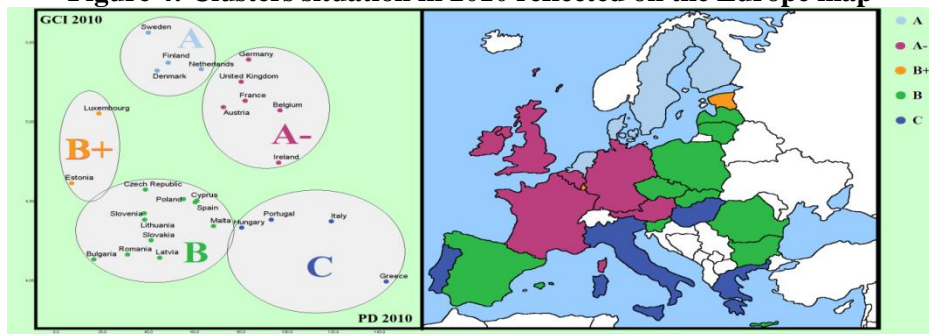 Figure 4. Clusters situation in 2010 reflected on the Europe map
GCI 2010
Sweden
A
Finland
Netherlands
Denmark
Germany
United Kingdom
France
Belgium
Austria
A-
Ireland
Luxembourg
B+
Estonia
Czech Republic
Poland
Cyprus
Spain
Slovenia
Lithuania
Malta
Slovakia
Bulgaria
Romania
Latvia
B
Hungary
Portugal
Italy
C
Greece
PD 2010
A
A-
B+
B
C